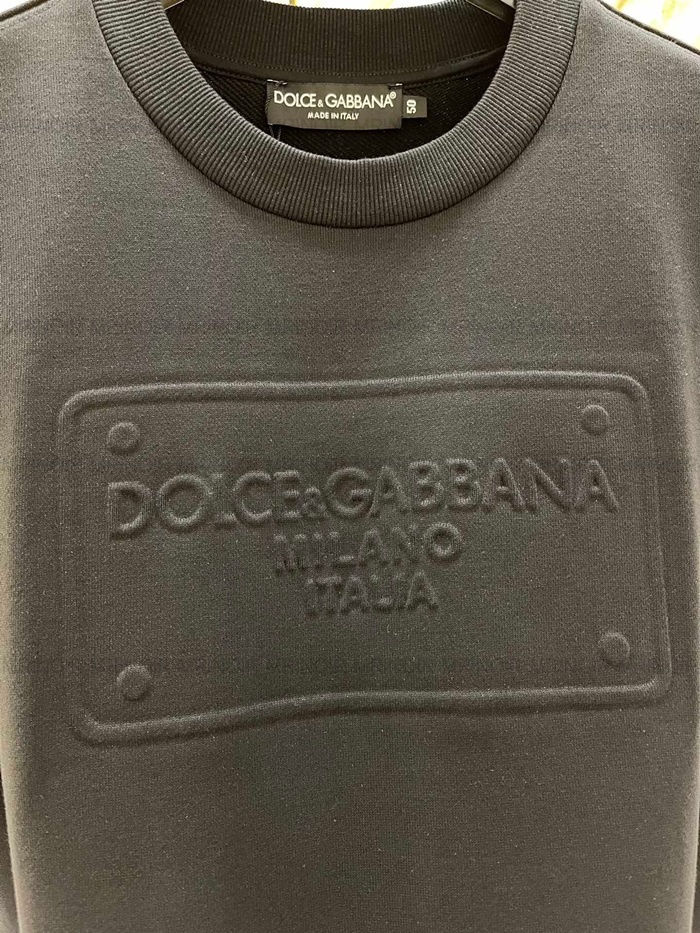 DOLCE & GABBANA®
MADE IN ITALY
50
DOLCE&GABBANA
MILANO
ITALIA